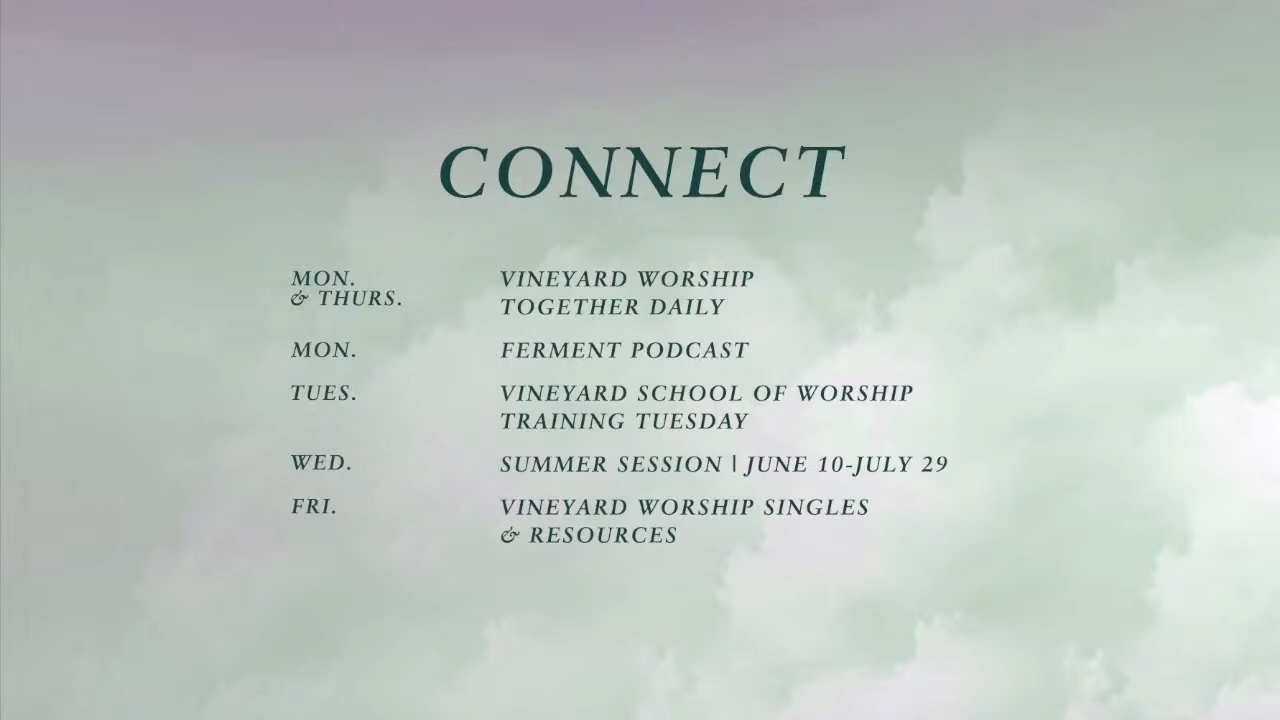 CONNECT
MON.
& THURS.
VINEYARD WORSHIP
TOGETHER DAILY
MON.
FERMENT PODCAST
TUES.
VINEYARD SCHOOL OF WORSHIP
TRAINING TUESDAY
WED.
SUMMER SESSION | JUNE 10-JULY 29
FRI.
VINEYARD WORSHIP SINGLES
& RESOURCES